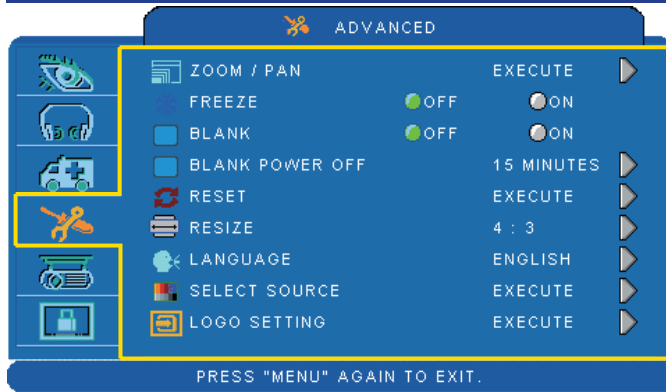 ADVANCED
ZOOM / PAN EXECUTE
FREEZE OFF ON
BLANK OFF ON
BLANK POWER OFF 15 MINUTES
RESET EXECUTE
RESIZE 4 : 3
LANGUAGE ENGLISH
SELECT SOURCE EXECUTE
LOGO SETTING EXECUTE
PRESS "MENU" AGAIN TO EXIT.